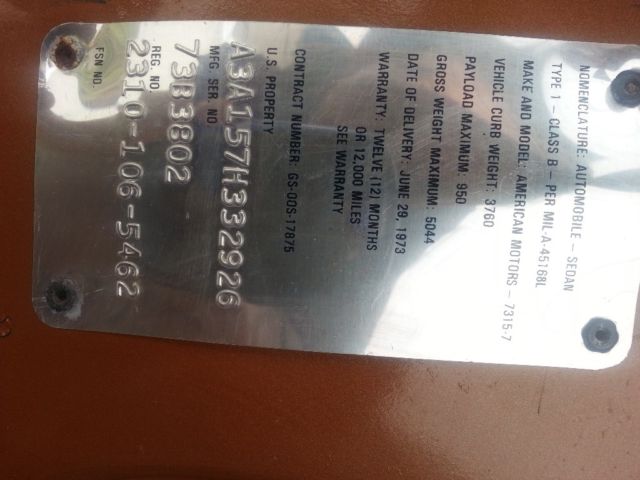 NOMENCLATURE: AUTOMOBILE – SEDAN
TYPE 1 – CLASS B – PER MIL-A-45168L
MAKE AND MODEL: AMERICAN MOTORS – 7315-7
VEHICLE CURB WEIGHT: 3760
PAYLOAD MAXIMUM: 950
GROSS WEIGHT MAXIMUM: 5044
DATE OF DELIVERY: JUNE 29, 1973
WARRANTY: TWELVE (12) MONTHS
OR 12,000 MILES
SEE WARRANTY
CONTRACT NUMBER: GS-00S-17875
U.S. PROPERTY
A3A157H332926
MFG. SER. NO.
73B3802
REG. NO.
2310-106-5462
FSN NO.